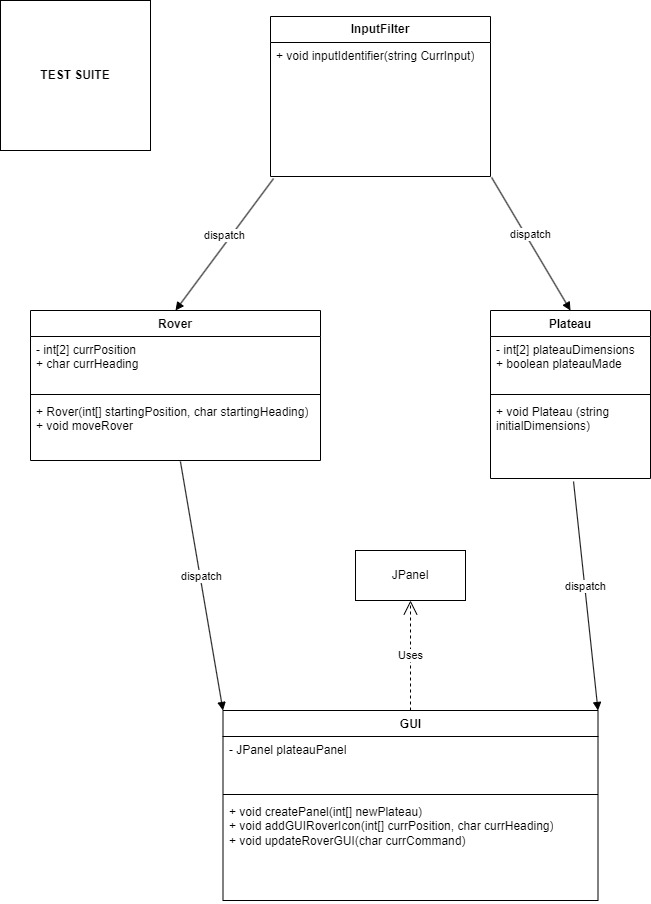 TEST SUITE
InputFilter
+ void inputIdentifier(string CurrInput)
dispatch
dispatch
Rover
- int[2] currPosition
+ char currHeading
+ Rover(int[] startingPosition, char startingHeading)
+ void moveRover
Plateau
- int[2] plateauDimensions
+ boolean plateauMade
+ void Plateau (string
initialDimensions)
dispatch
JPanel
dispatch
Uses
GUI
- JPanel plateauPanel
+ void createPanel(int[] newPlateau)
+ void addGUIRoverIcon(int[] currPosition, char currHeading)
+ void updateRoverGUI(char currCommand)